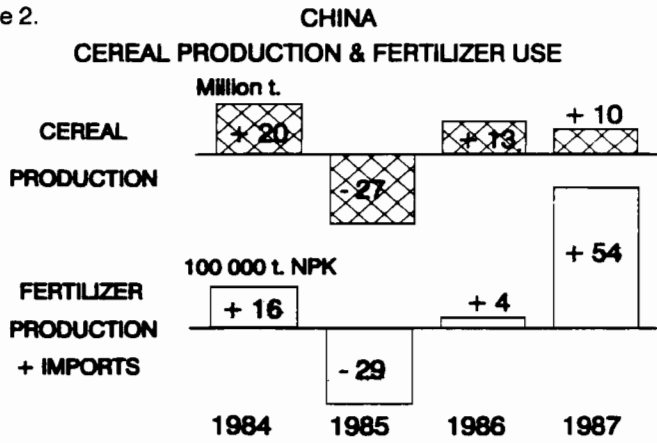 e 2.
CHINA
CEREAL PRODUCTION & FERTILIZER USE
Million t.
CEREAL
PRODUCTION
+ 20
- 27
+ 13
+ 10
100 000 t. NPK
FERTILIZER
PRODUCTION
+ IMPORTS
+ 16
- 29
+ 4
+ 54
1984 1985 1986 1987